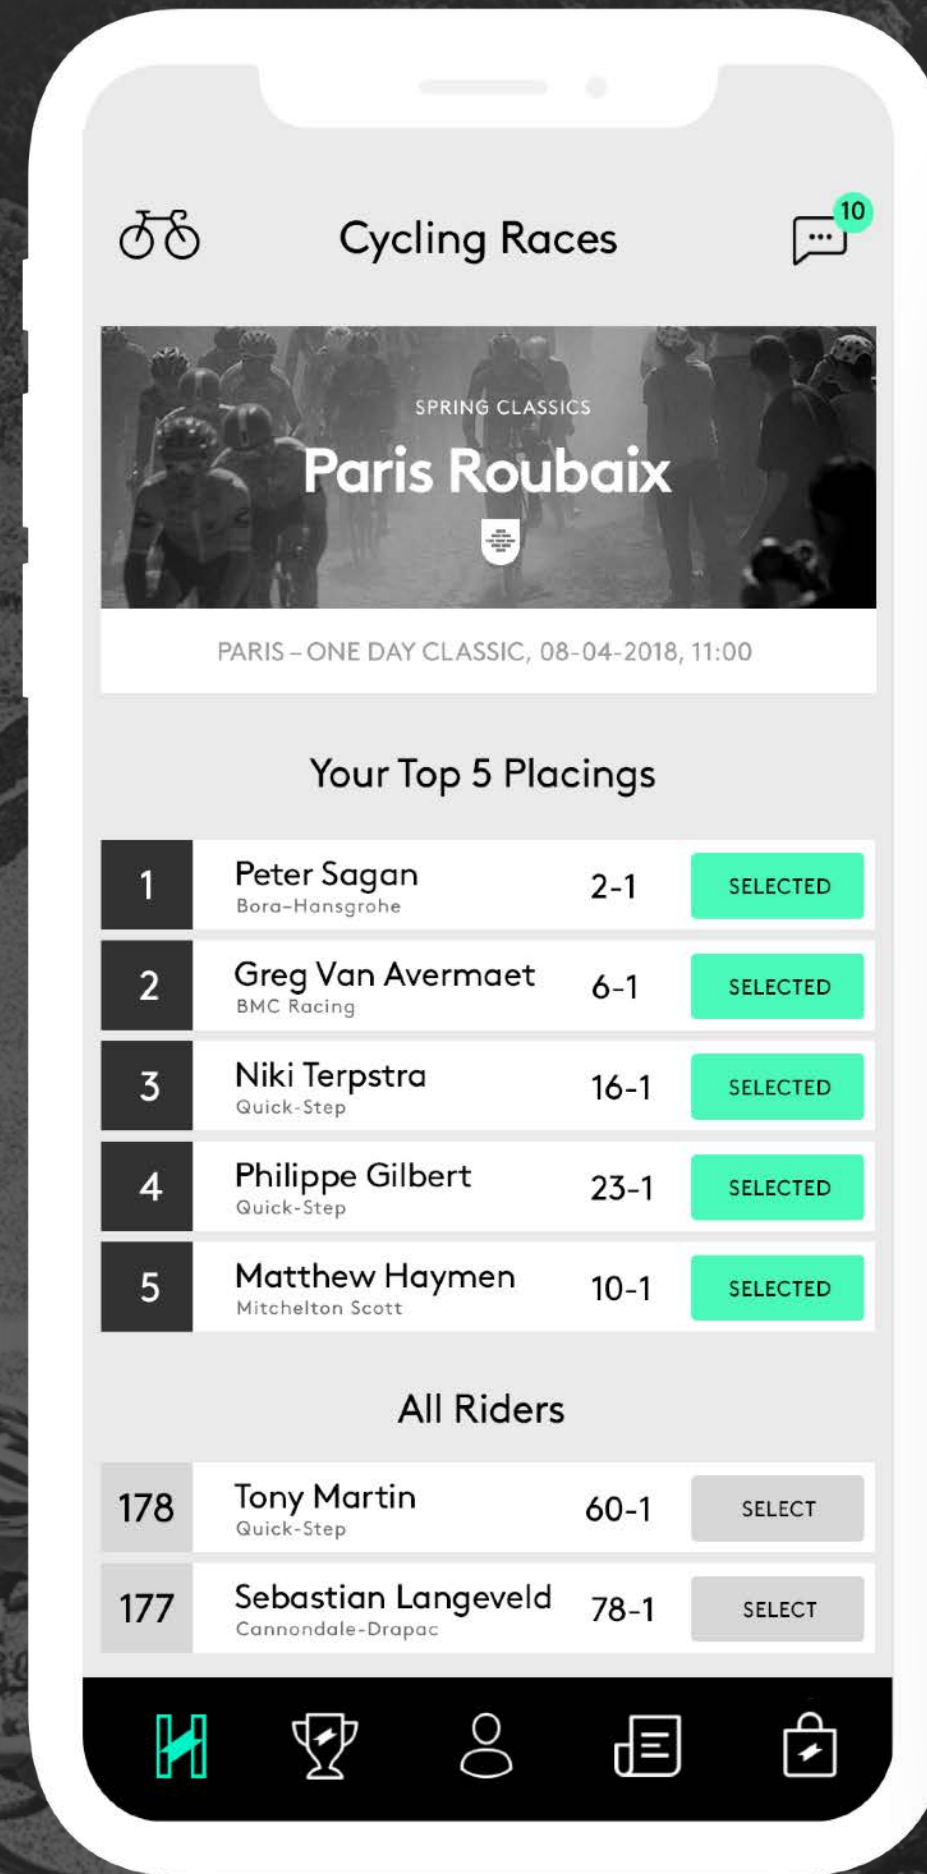 Cycling Races
10
SPRING CLASSICS
Paris Roubaix
PARIS – ONE DAY CLASSIC, 08-04-2018, 11:00
Your Top 5 Placings
1 Peter Sagan 2-1 SELECTED
Bora-Hansgrohe
2 Greg Van Avermaet 6-1 SELECTED
BMC Racing
3 Niki Terpstra 16-1 SELECTED
Quick-Step
4 Philippe Gilbert 23-1 SELECTED
Quick-Step
5 Matthew Haymen 10-1 SELECTED
Mitchelton Scott
All Riders
178 Tony Martin 60-1 SELECT
Quick-Step
177 Sebastian Langeveld 78-1 SELECT
Cannondale-Drapac